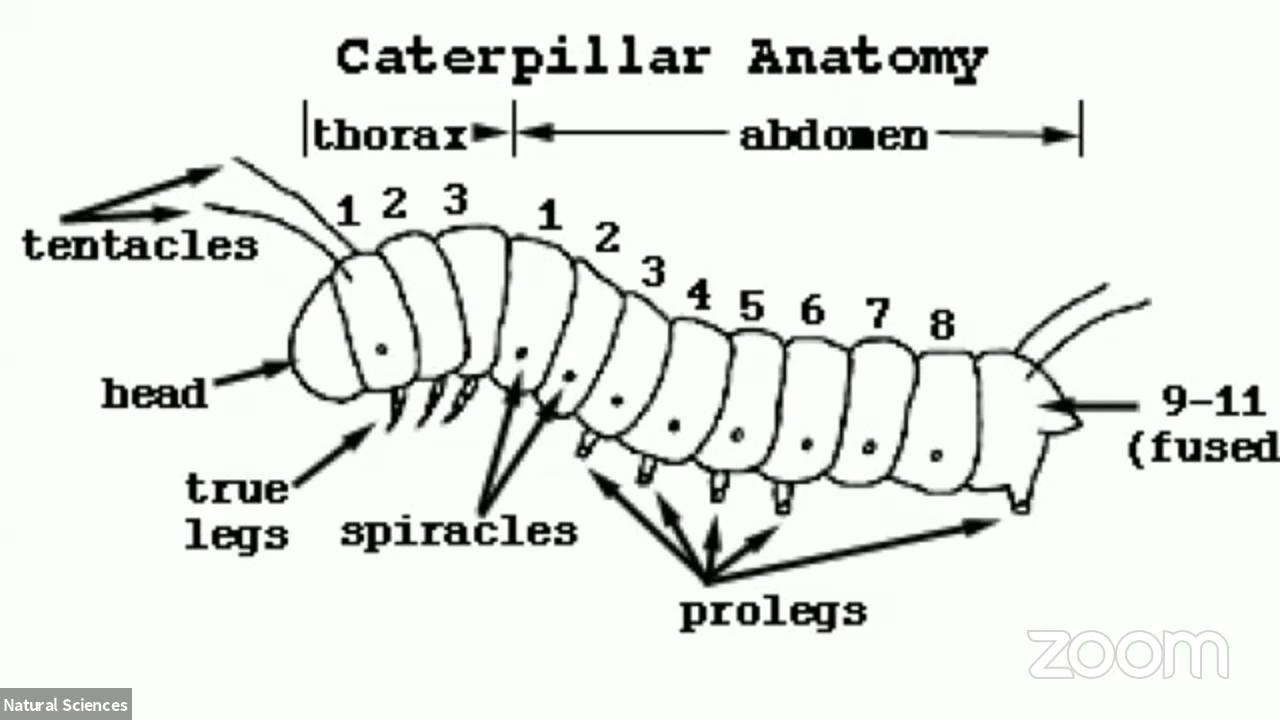 Caterpillar Anatomy
thorax
abdomen
tentacles
1 2 3
1 2 3 4 5 6 7 8
head
9-11
(fused
true
legs
spiracles
prolegs
zoom
Natural Sciences